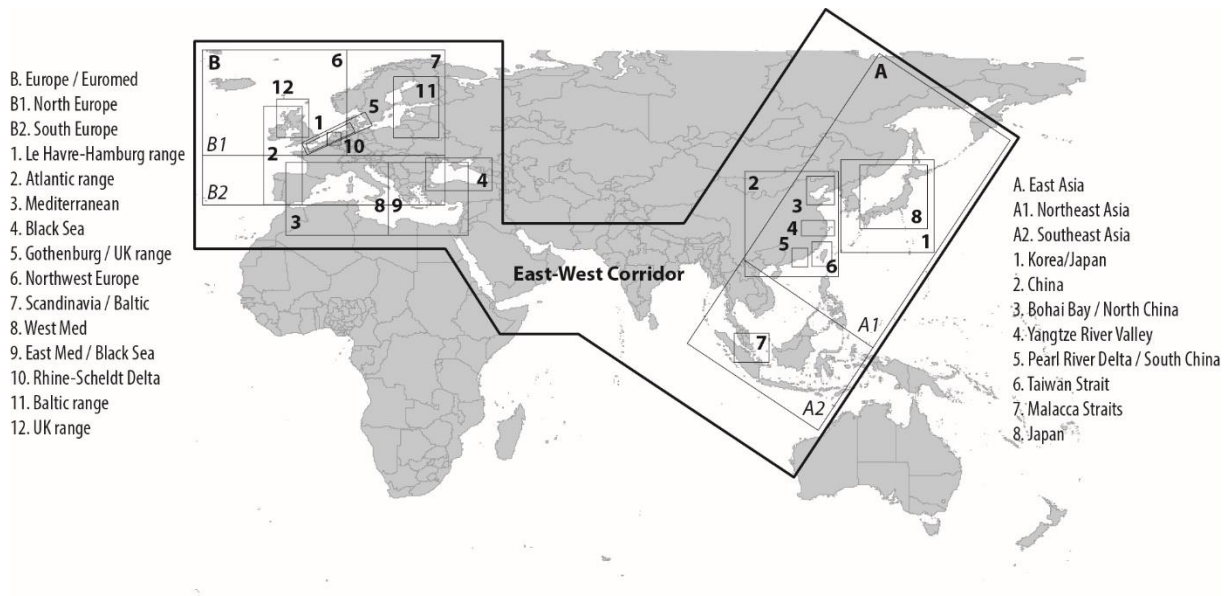 B. Europe / Euromed
B1. North Europe
B2. South Europe
1. Le Havre-Hamburg range
2. Atlantic range
3. Mediterranean
4. Black Sea
5. Gothenburg / UK range
6. Northwest Europe
7. Scandinavia / Baltic
8. West Med
9. East Med / Black Sea
10. Rhine-Scheldt Delta
11. Baltic range
12. UK range
B
6
7
12
11
1
5
10
B1
2
B2
4
3
8
9
East-West Corridor
A
2
3
4
5
6
8
1
7
A1
A2
A. East Asia
A1. Northeast Asia
A2. Southeast Asia
1. Korea/Japan
2. China
3. Bohai Bay / North China
4. Yangtze River Valley
5. Pearl River Delta / South China
6. Taiwan Strait
7. Malacca Straits
8. Japan